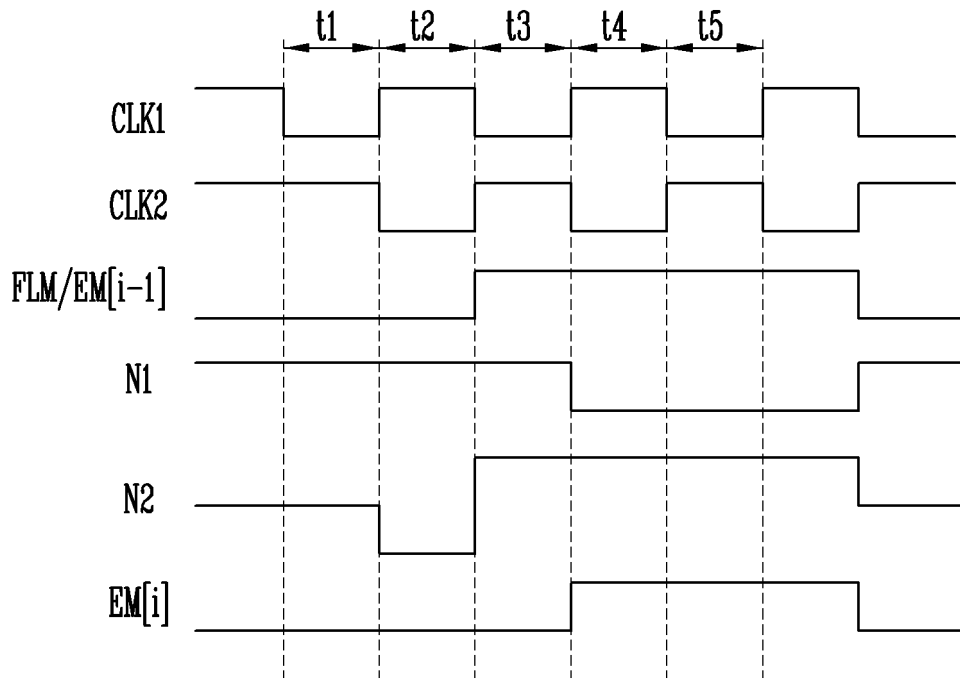 t1 t2 t3 t4 t5
CLK1
CLK2
FLM/EM[i-1]
N1
N2
EM[i]